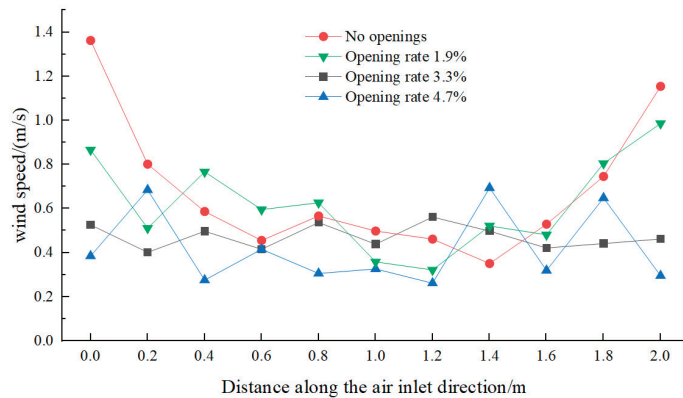 No openings
Opening rate 1.9%
Opening rate 3.3%
Opening rate 4.7%
wind speed/(m/s)
1.4
1.2
1.0
0.8
0.6
0.4
0.2
0.0
0.0 0.2 0.4 0.6 0.8 1.0 1.2 1.4 1.6 1.8 2.0
Distance along the air inlet direction/m